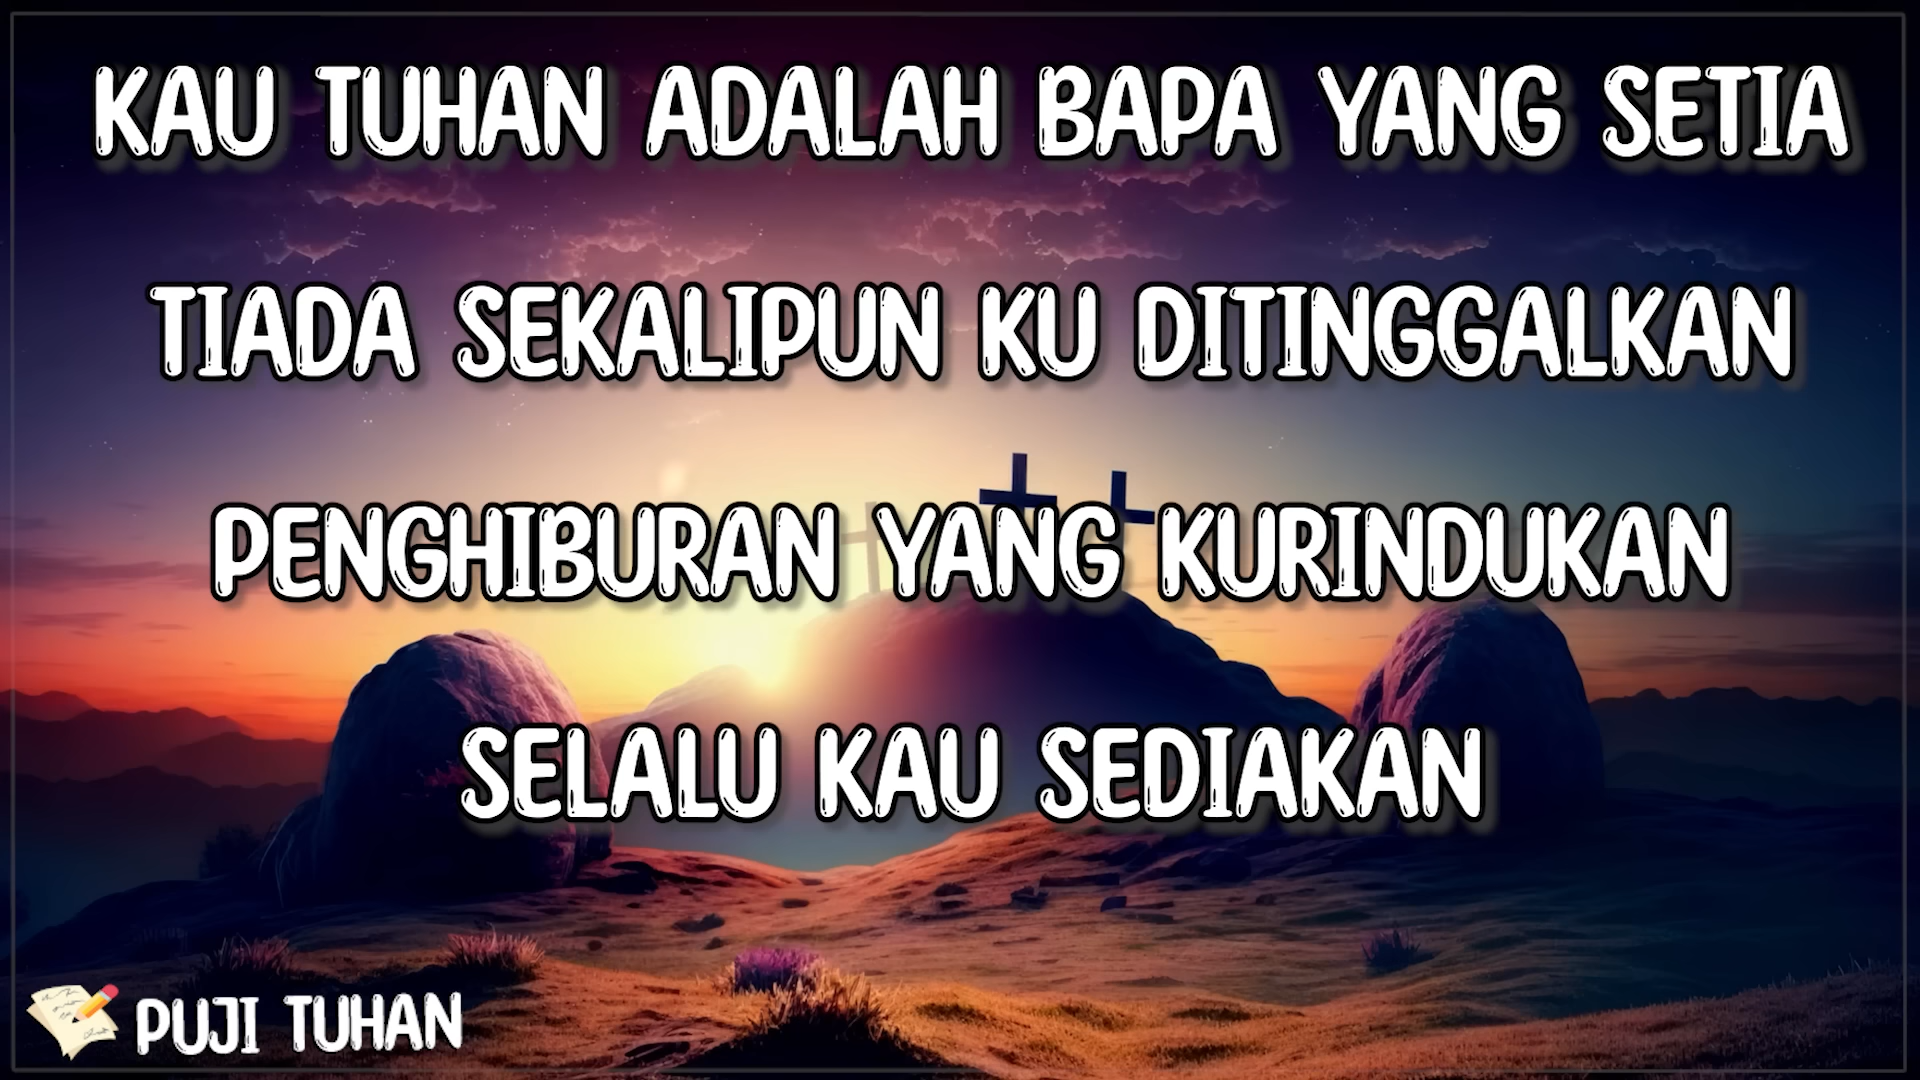 KAU TUHAN ADALAH BAPA YANG SETIA
TIADA SEKALIPUN KU DITINGGALKAN
PENGHIBURAN YANG KURINDUKAN
SELALU KAU SEDIAKAN
PUJI TUHAN